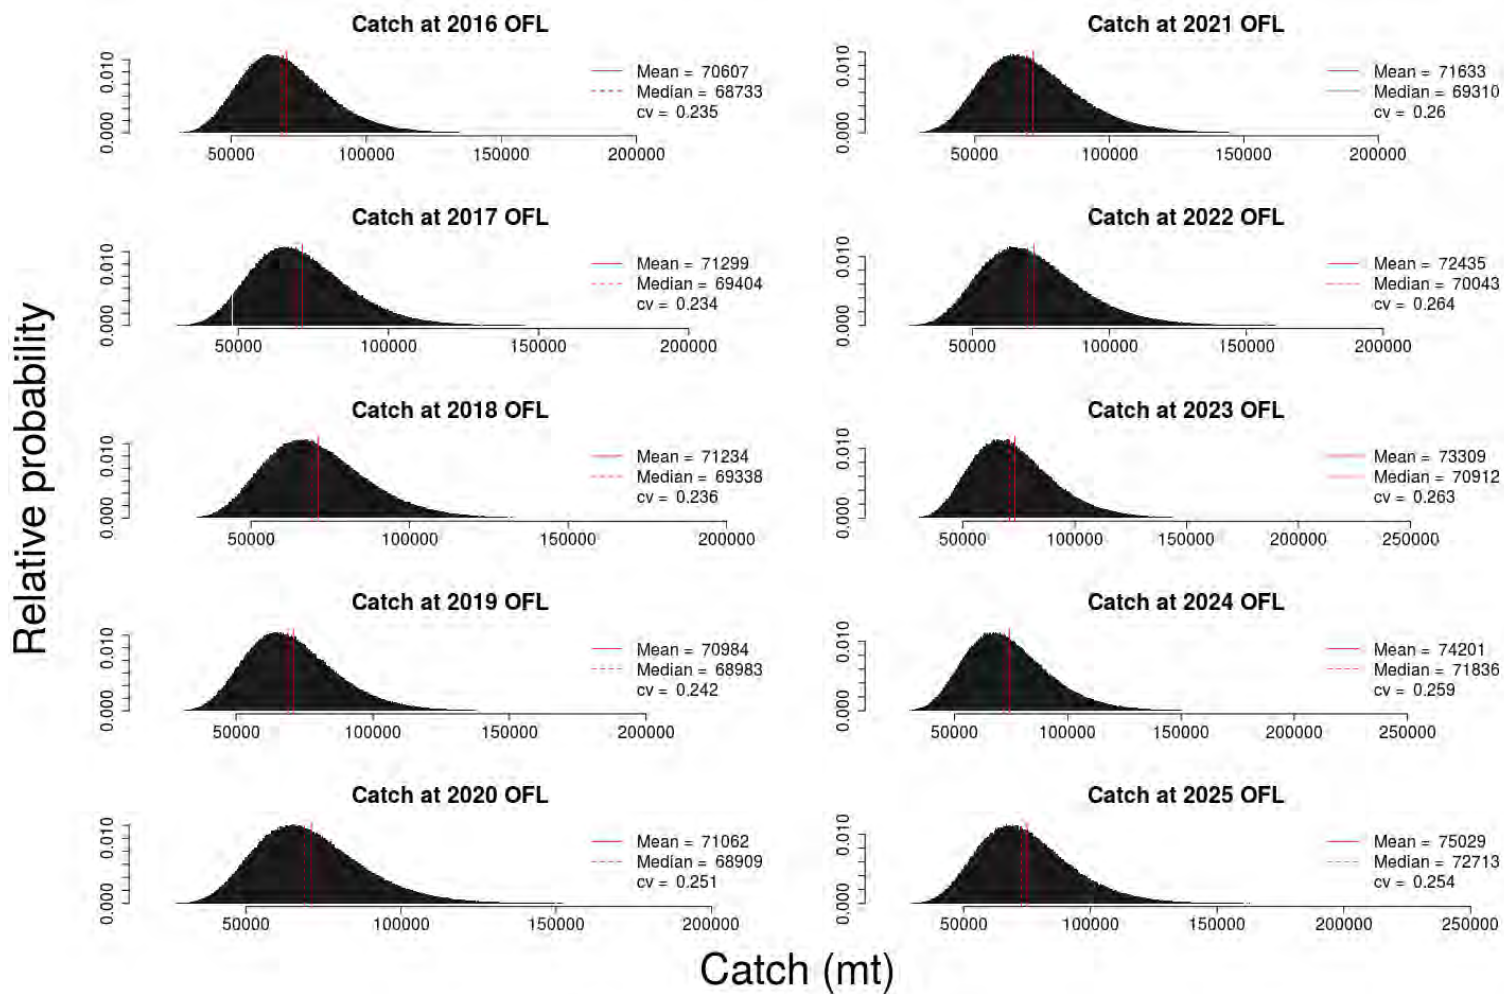 Relative probability
Catch at 2016 OFL
0.000 0.010
Mean = 70607
Median = 68733
cv = 0.235
50000 100000 150000 200000
Catch at 2017 OFL
0.000 0.010
Mean = 71299
Median = 69404
cv = 0.234
50000 100000 150000 200000
Catch at 2018 OFL
0.000 0.010
Mean = 71234
Median = 69338
cv = 0.236
50000 100000 150000 200000
Catch at 2019 OFL
0.000 0.010
Mean = 70984
Median = 68983
cv = 0.242
50000 100000 150000 200000
Catch at 2020 OFL
0.000 0.010
Mean = 71062
Median = 68909
cv = 0.251
50000 100000 150000 200000
Catch at 2021 OFL
0.000 0.010
Mean = 71633
Median = 69310
cv = 0.26
50000 100000 150000 200000
Catch at 2022 OFL
0.000 0.010
Mean = 72435
Median = 70043
cv = 0.264
50000 100000 150000 200000
Catch at 2023 OFL
0.000 0.010
Mean = 73309
Median = 70912
cv = 0.263
50000 100000 150000 200000 250000
Catch at 2024 OFL
0.000 0.010
Mean = 74201
Median = 71836
cv = 0.259
50000 100000 150000 200000 250000
Catch at 2025 OFL
0.000 0.010
Mean = 75029
Median = 72713
cv = 0.254
50000 100000 150000 200000 250000
Catch (mt)